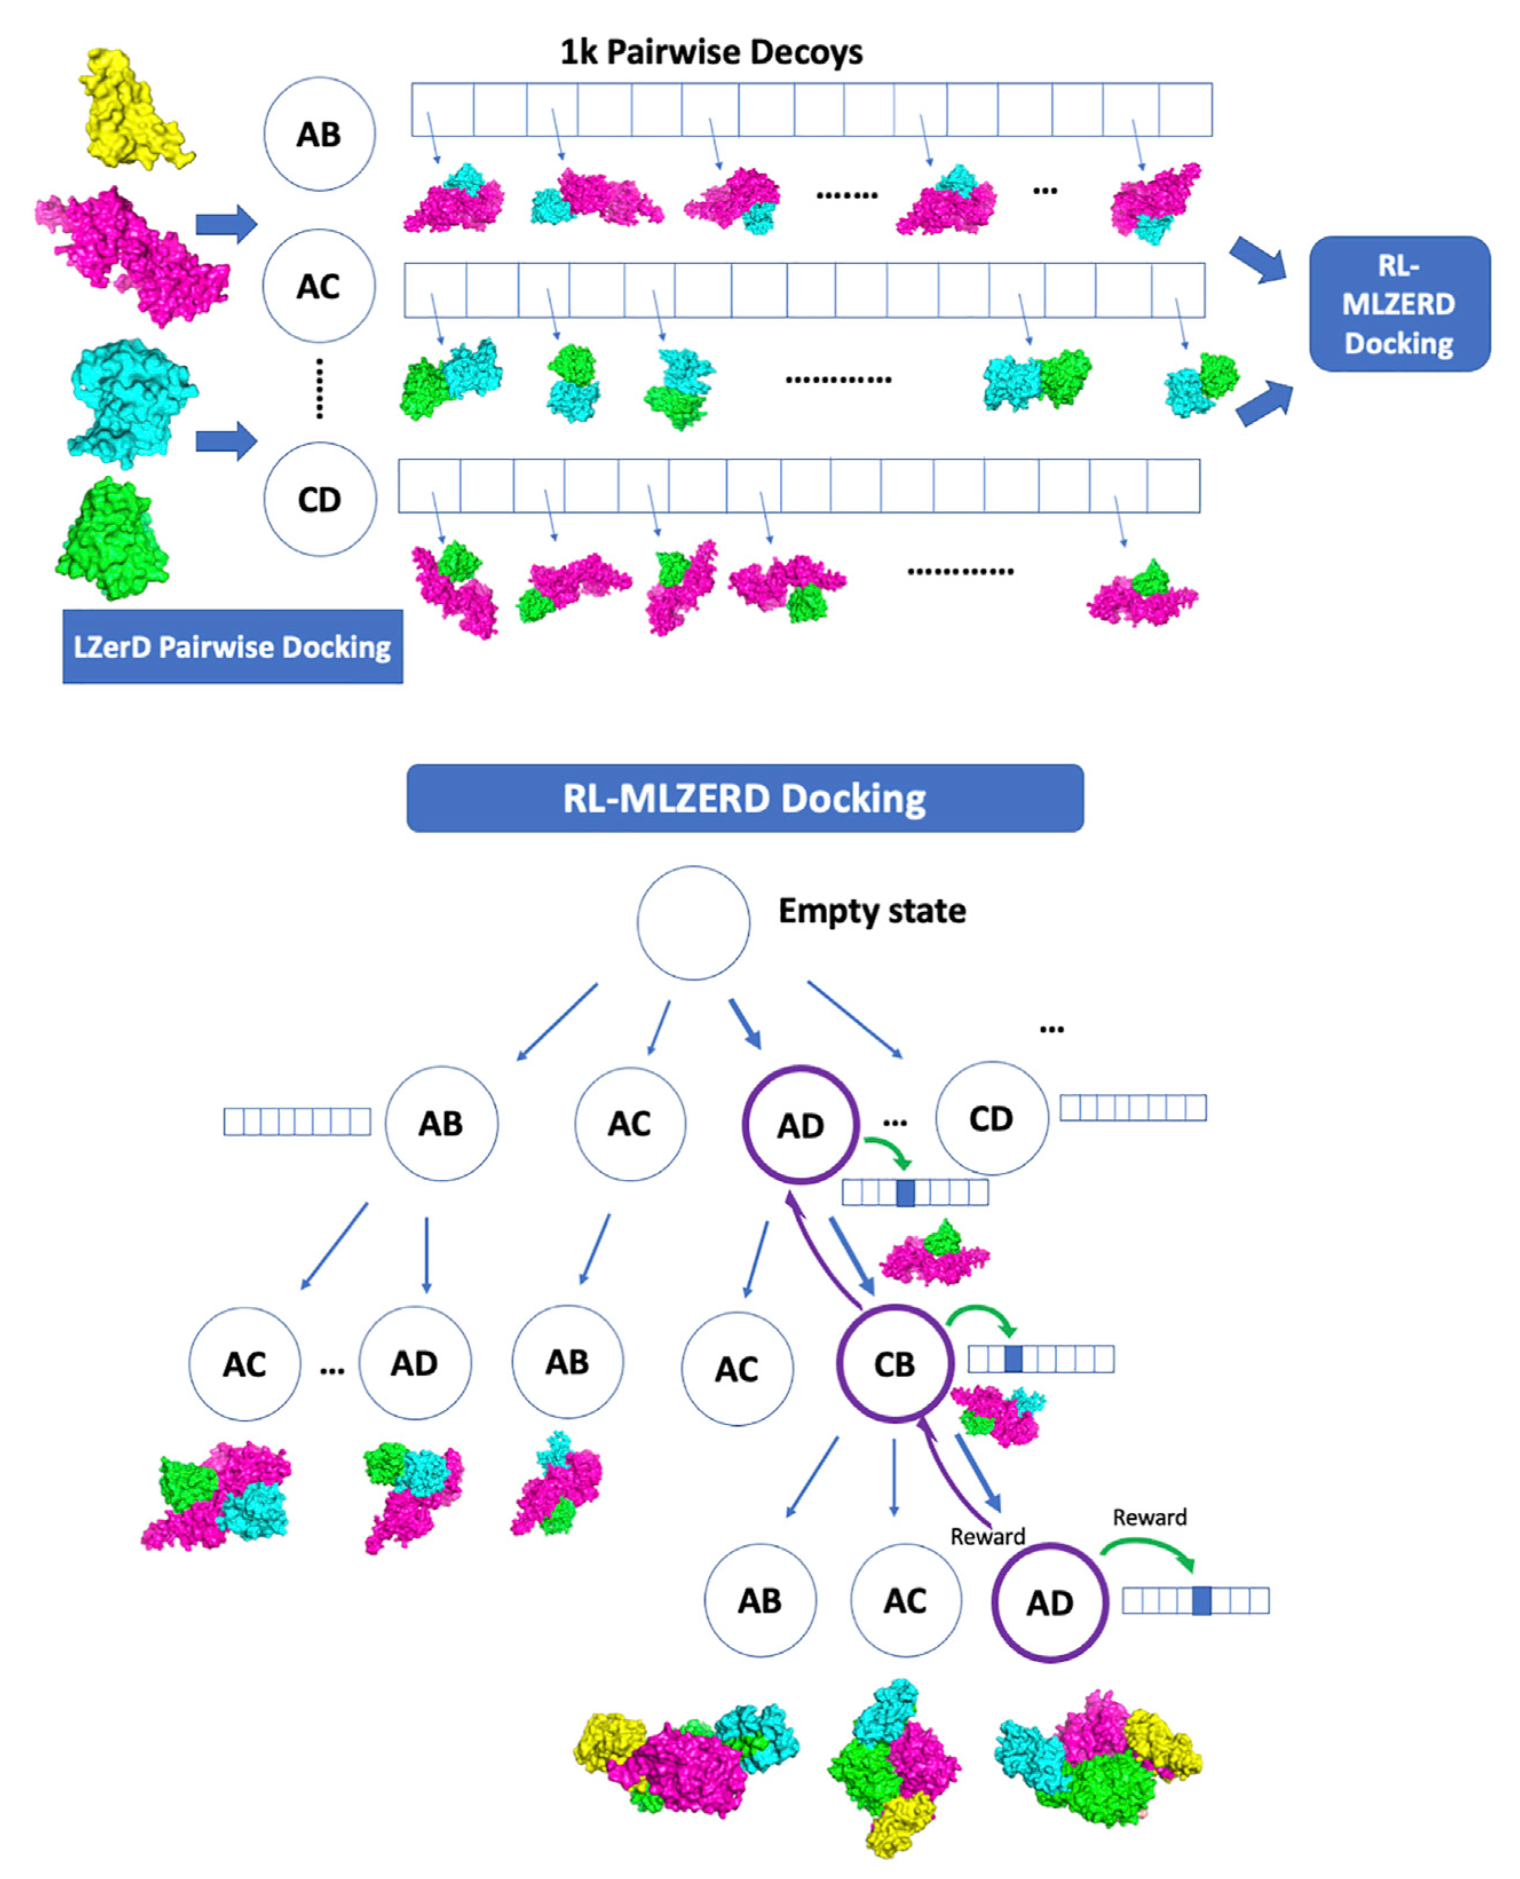 1k Pairwise Decoys
AB
AC
CD
RL-
MLZERD
Docking
LZerD Pairwise Docking
RL-MLZERD Docking
Empty state
...
AB
AC
AD
...
CD
AC
...
AD
AB
AC
CB
Reward
Reward
AB
AC
AD